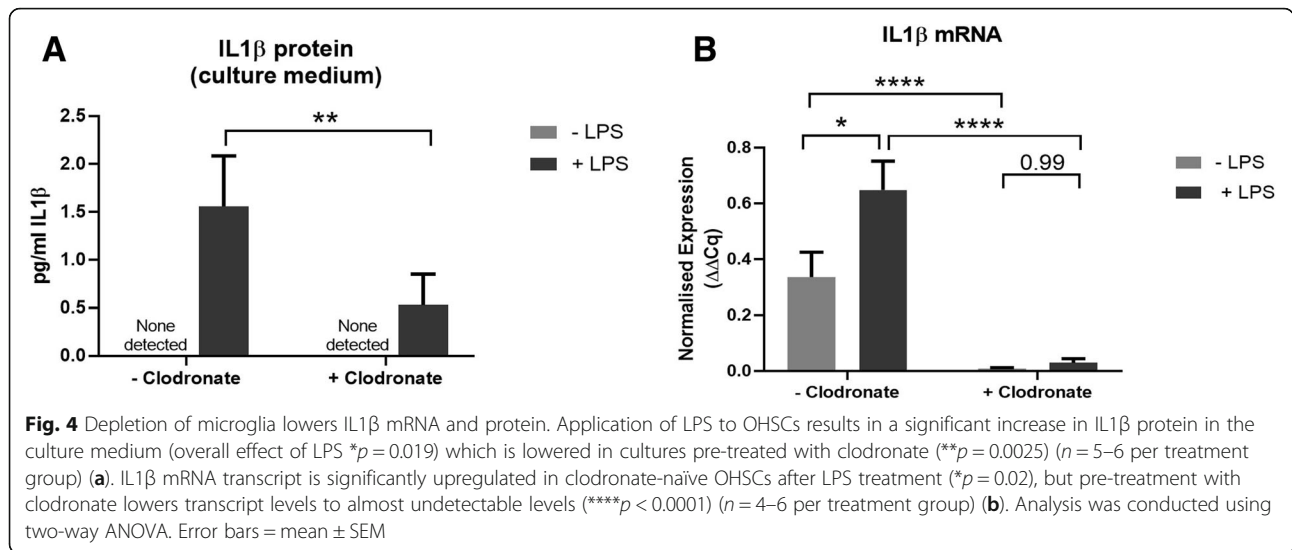 A
IL1β protein
(culture medium)
pg/ml IL1β
2.5
2.0
1.5
1.0
0.5
0.0
**
None
detected
None
detected
- Clodronate
+ Clodronate
- LPS
+ LPS
B
IL1β mRNA
Normalised Expression
(ΔΔCq)
0.8
0.6
0.4
0.2
0.0
****
*
****
0.99
- Clodronate
+ Clodronate
- LPS
+ LPS
Fig. 4 Depletion of microglia lowers IL1β mRNA and protein. Application of LPS to OHSCs results in a significant increase in IL1β protein in the
culture medium (overall effect of LPS *p = 0.019) which is lowered in cultures pre-treated with clodronate (**p = 0.0025) (n = 5–6 per treatment
group) (a). IL1β mRNA transcript is significantly upregulated in clodronate-naïve OHSCs after LPS treatment (*p = 0.02), but pre-treatment with
clodronate lowers transcript levels to almost undetectable levels (****p < 0.0001) (n = 4–6 per treatment group) (b). Analysis was conducted using
two-way ANOVA. Error bars = mean ± SEM